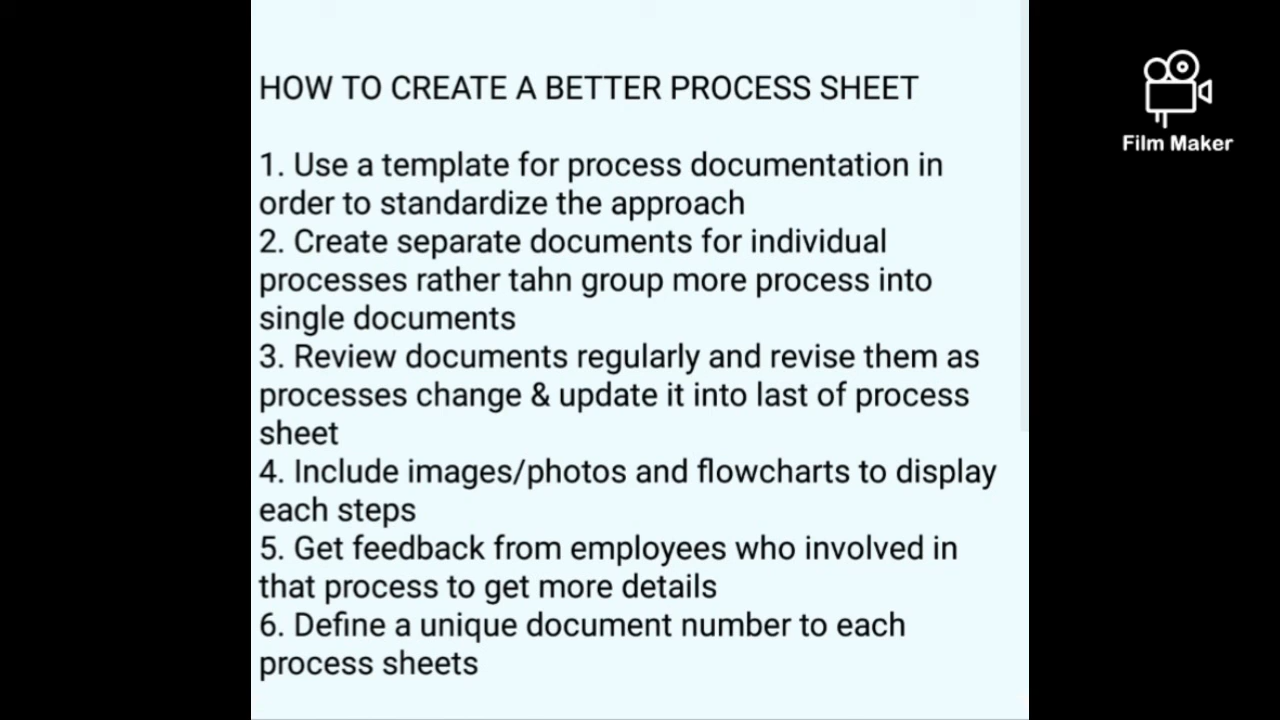 HOW TO CREATE A BETTER PROCESS SHEET
Film Maker
1. Use a template for process documentation in
order to standardize the approach
2. Create separate documents for individual
processes rather tahn group more process into
single documents
3. Review documents regularly and revise them as
processes change & update it into last of process
sheet
4. Include images/photos and flowcharts to display
each steps
5. Get feedback from employees who involved in
that process to get more details
6. Define a unique document number to each
process sheets